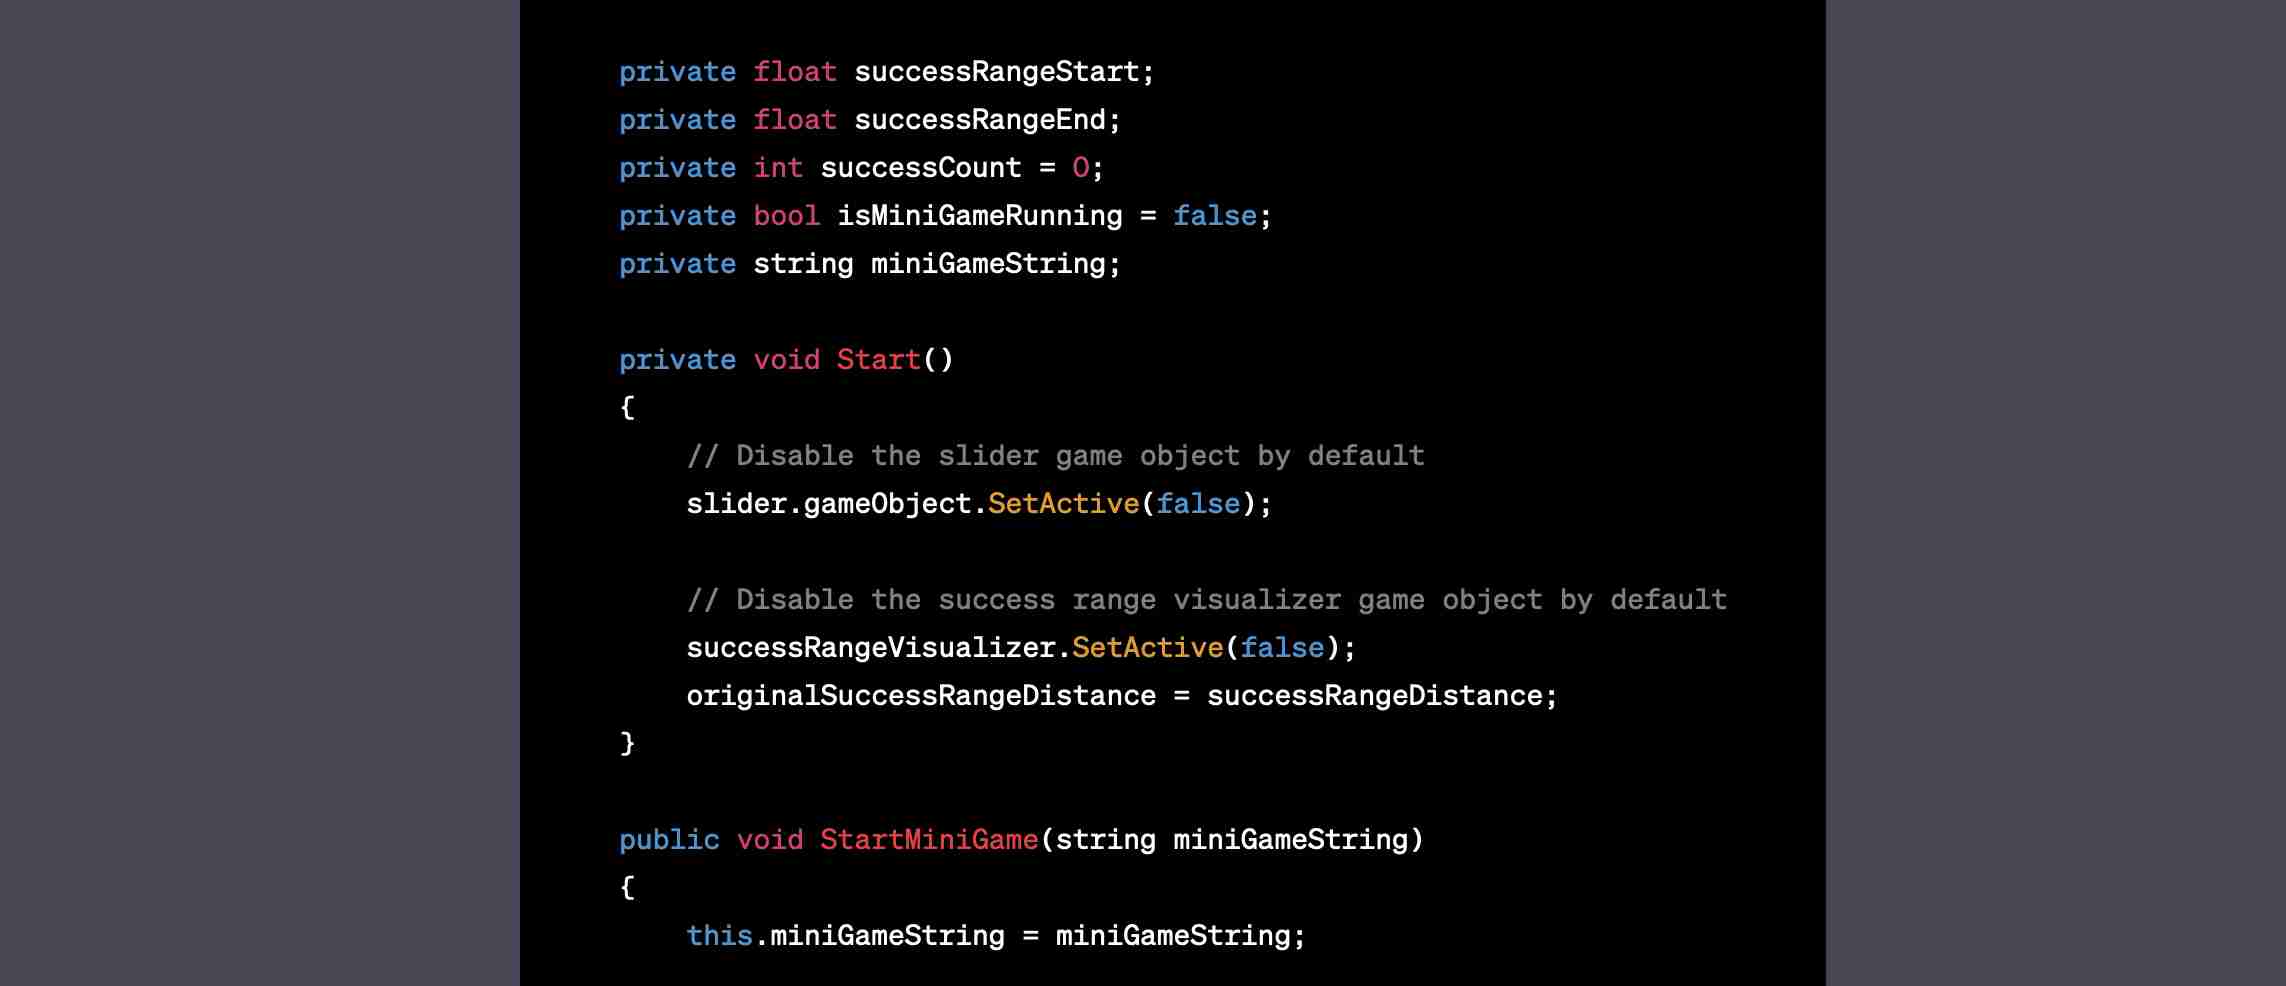 private float successRangeStart;
private float successRangeEnd;
private int successCount = 0;
private bool isMiniGameRunning = false;
private string miniGameString;
private void Start()
{
// Disable the slider game object by default
slider.gameObject.SetActive(false);
// Disable the success range visualizer game object by default
successRangeVisualizer.SetActive(false);
originalSuccessRangeDistance = successRangeDistance;
}
public void StartMiniGame(string miniGameString)
{
this.miniGameString = miniGameString;